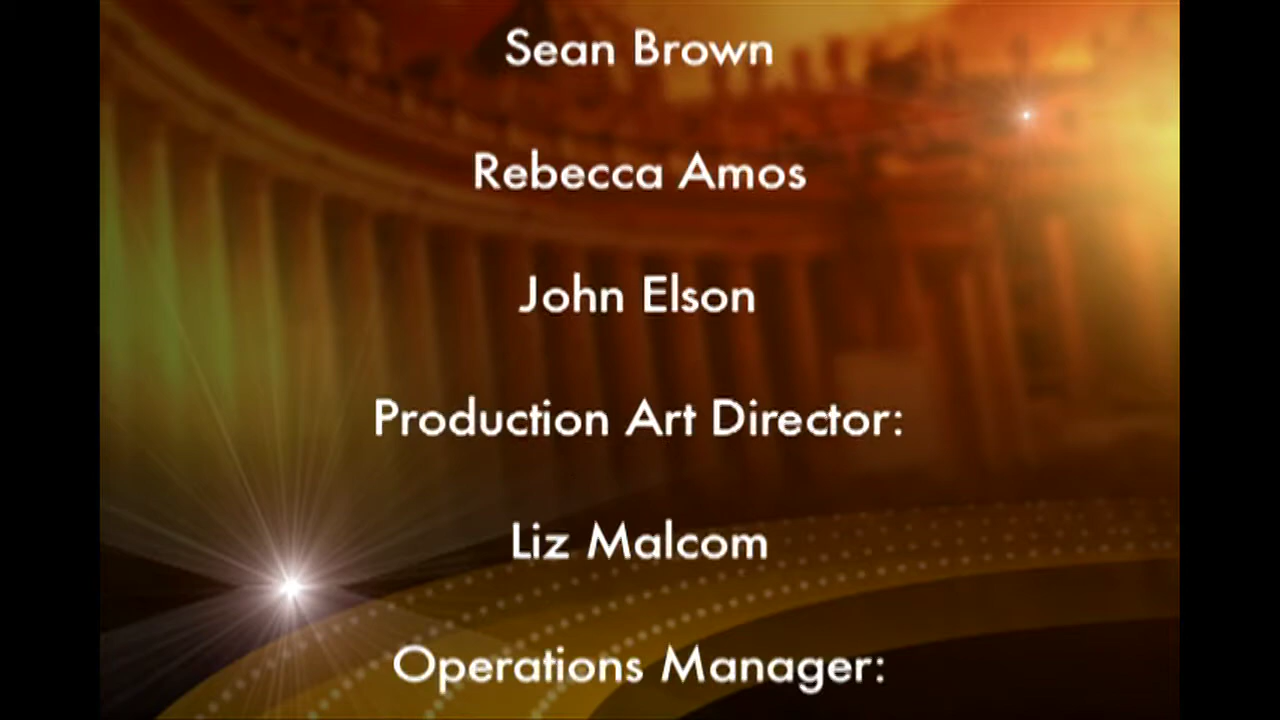 Sean Brown
Rebecca Amos
John Elson
Production Art Director:
Liz Malcom
Operations Manager: